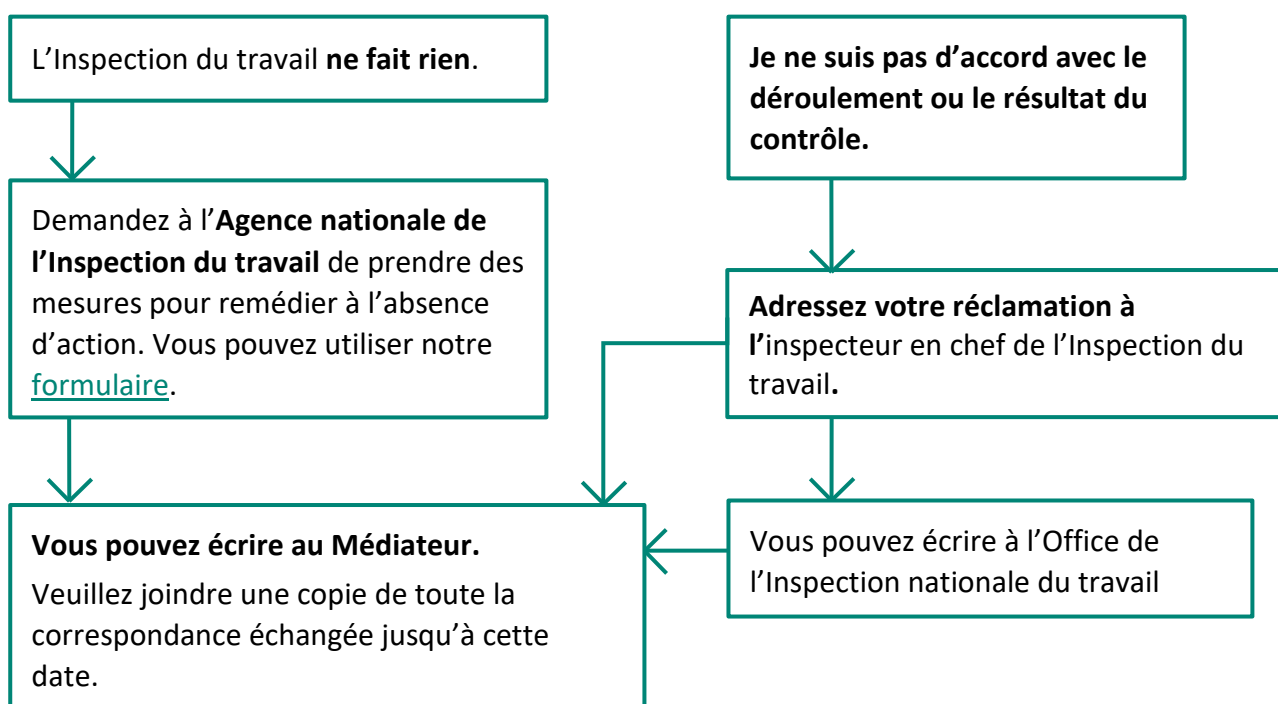 L’Inspection du travail ne fait rien.
Demandez à l’Agence nationale de
l’Inspection du travail de prendre des
mesures pour remédier à l’absence
d’action. Vous pouvez utiliser notre
formulaire.
Vous pouvez écrire au Médiateur.
Veuillez joindre une copie de toute la
correspondance échangée jusqu’à cette
date.
Je ne suis pas d’accord avec le
déroulement ou le résultat du
contrôle.
Adressez votre réclamation à
l’inspecteur en chef de l’Inspection du
travail.
Vous pouvez écrire à l’Office de
l’Inspection nationale du travail